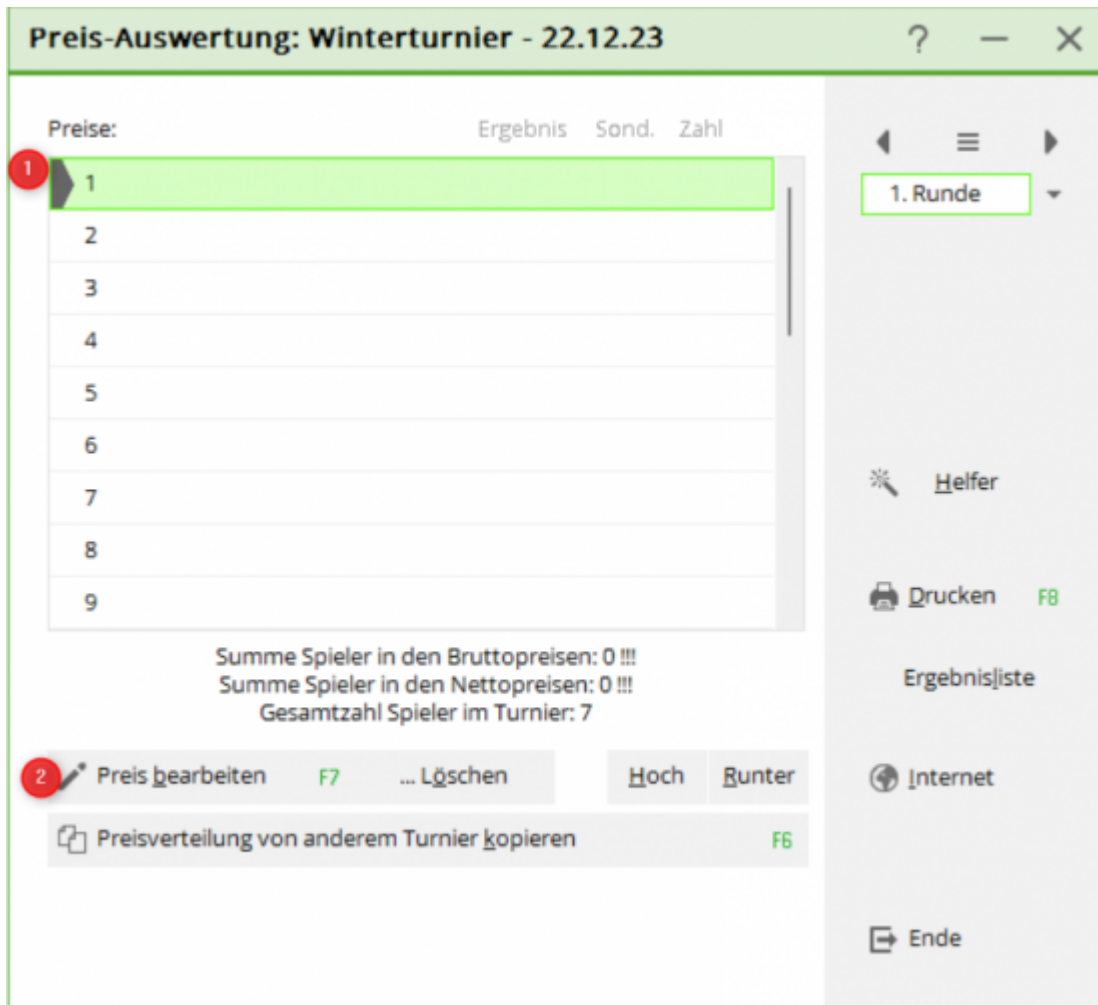 Preis-Auswertung: Winterturnier - 22.12.23 ?
Preise: Ergebnis Sond. Zahl
1
1
2
3
4
5
6
7
8
9
Summe Spieler in den Bruttopreisen: 0 !!!
Summe Spieler in den Nettopreisen: 0 !!!
Gesamtzahl Spieler im Turnier: 7
2 Preis bearbeiten F7 ... Löschen Hoch Runter
Preisverteilung von anderem Turnier kopieren F6
1. Runde
Helfer
Drucken F8
Ergebnisliste
Internet
Ende